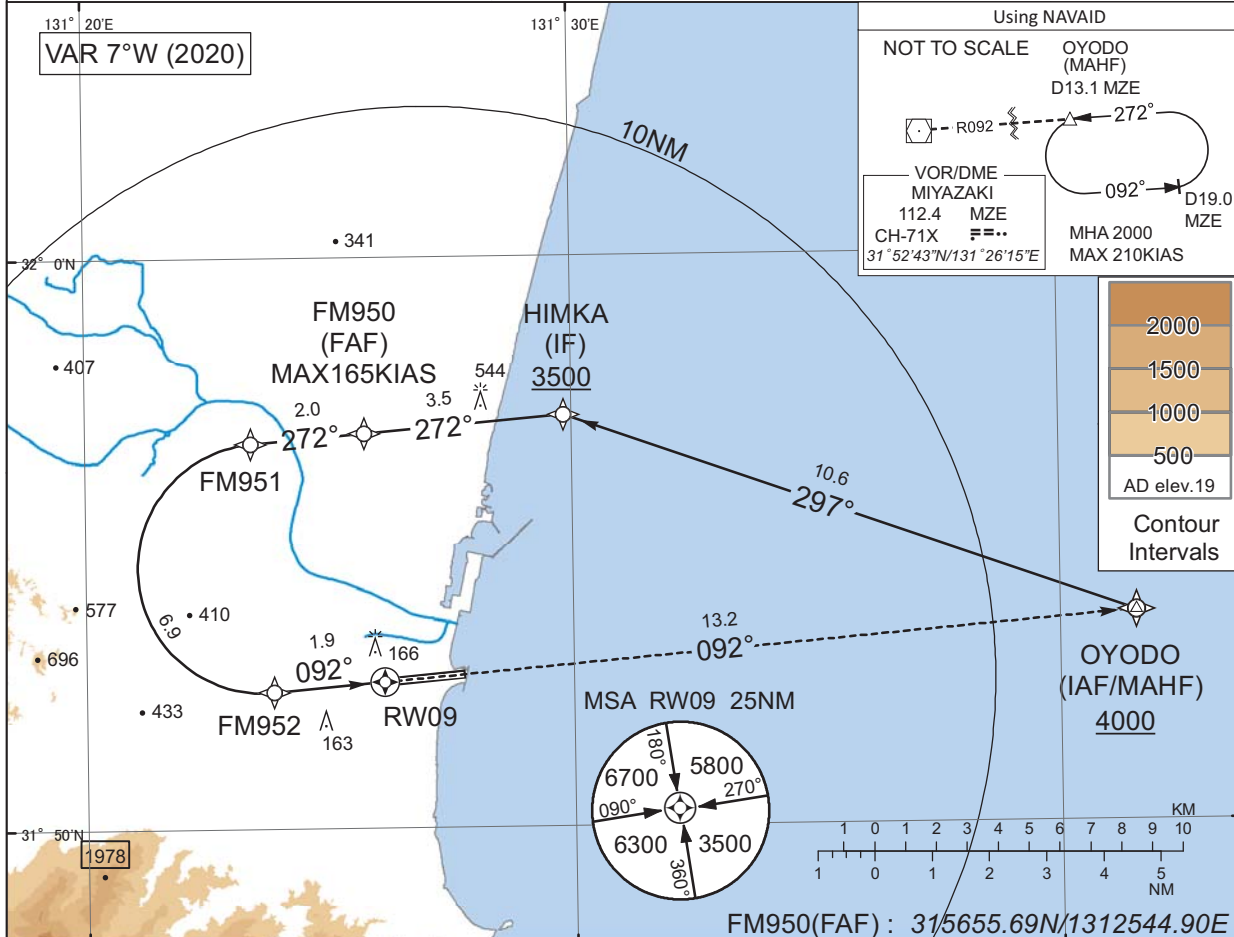 131° 20'E
131° 30'E
VAR 7°W (2020)
Using NAVAID
NOT TO SCALE
OYODO
(MAHF)
D13.1 MZE
R092
272°
092°
D19.0
MZE
VOR/DME
MIYAZAKI
112.4 MZE
CH-71X
31°52'43"N/131°26'15"E
MHA 2000
MAX 210KIAS
10NM
341
32° 0'N
407
FM950
(FAF)
MAX165KIAS
HIMKA
(IF)
3500
544
2.0
272°
3.5
272°
FM951
10.6
297°
2000
1500
1000
500
AD elev.19
Contour
Intervals
577
410
696
6.9
433
1.9
092°
166
13.2
092°
FM952
163
RW09
OYODO
(IAF/MAHF)
4000
MSA RW09 25NM
180°
6700
5800
090°
270°
6300
3500
360°
31° 50'N
1978
KM
1 0 1 2 3 4 5 6 7 8 9 10
1 0 1 2 3 4 5
NM
FM950(FAF) : 315655.69N/1312544.90E